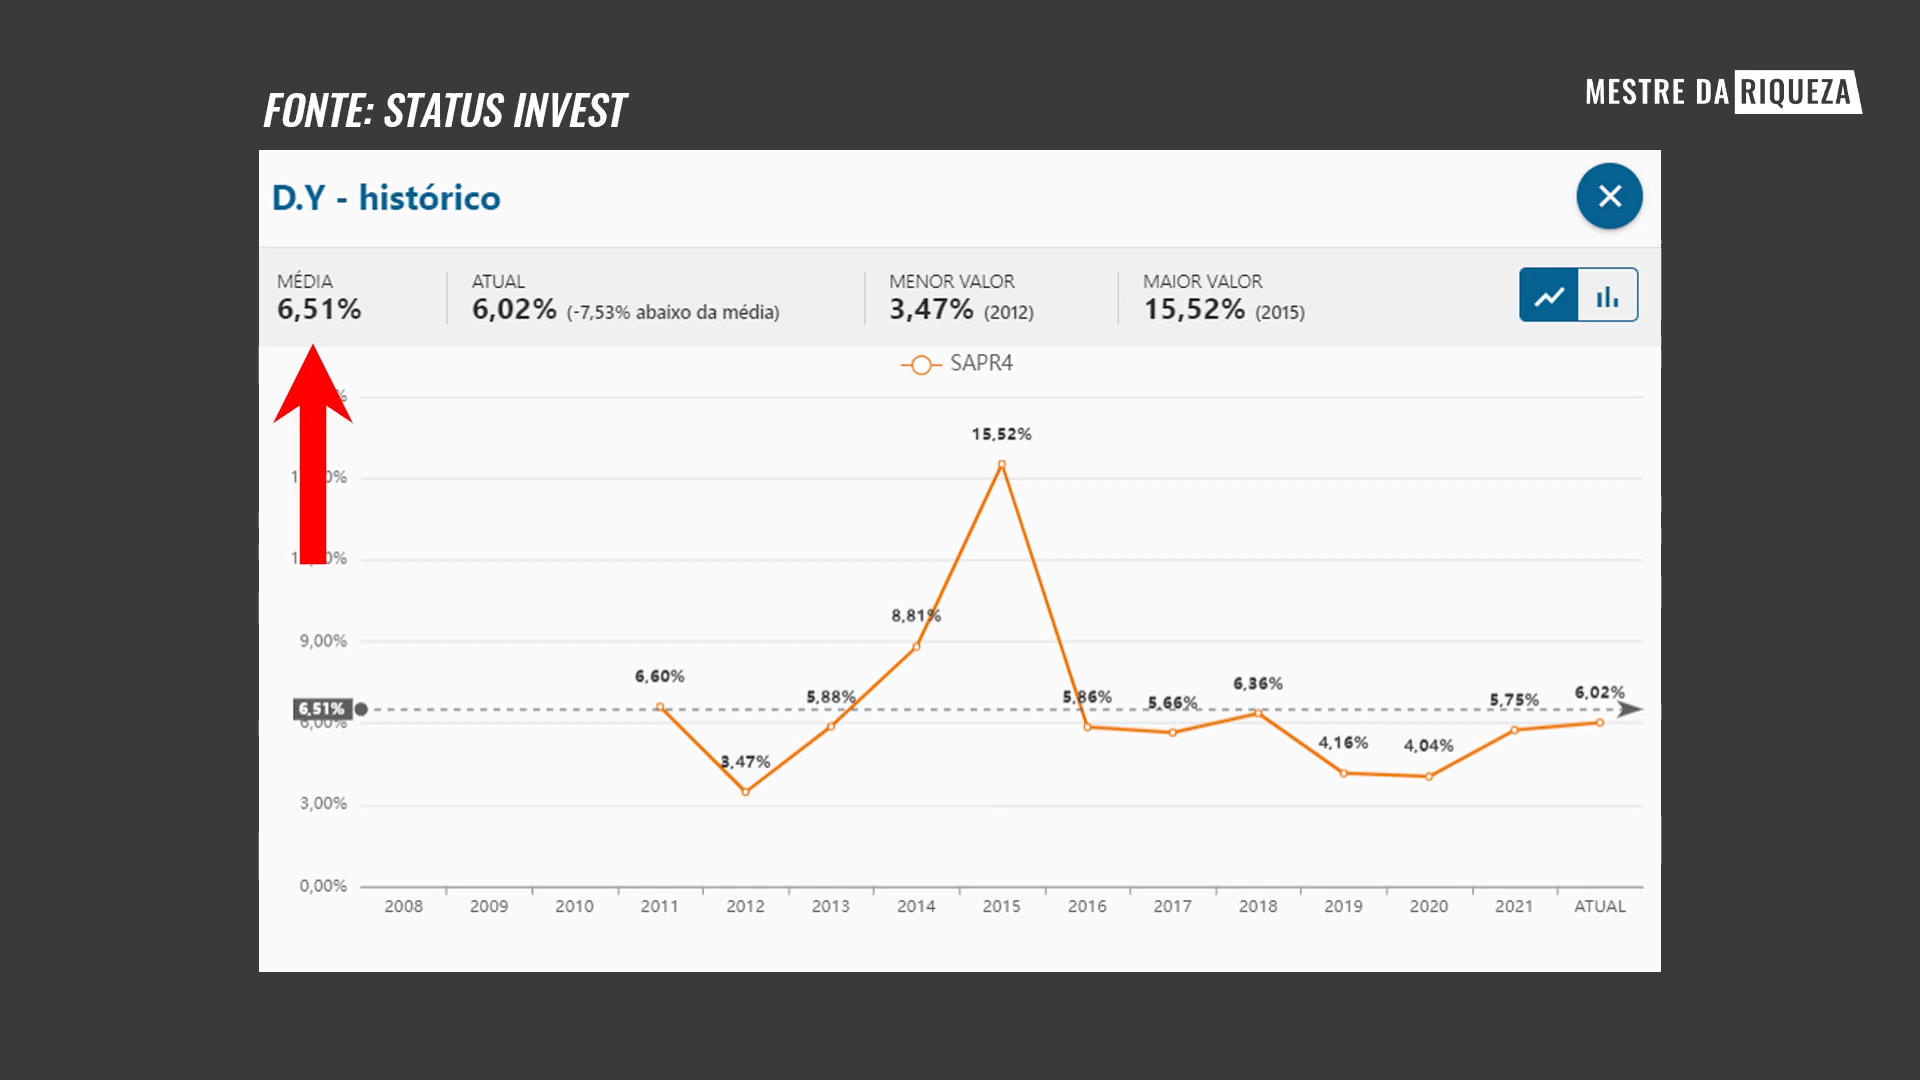 FONTE: STATUS INVEST
MESTRE DA RIQUEZA
D.Y - histórico
MÉDIA
6,51%
ATUAL
6,02% (-7,53% abaixo da média)
MENOR VALOR
3,47% (2012)
MAIOR VALOR
15,52% (2015)
SAPR4
15,52%
8,81%
9,00%
6,60%
6,36%
5,88%
5,86%
5,66%
5,75%
6,02%
6,51%
6,00%
4,16%
4,04%
3,47%
3,00%
0,00%
2008 2009 2010 2011 2012 2013 2014 2015 2016 2017 2018 2019 2020 2021 ATUAL